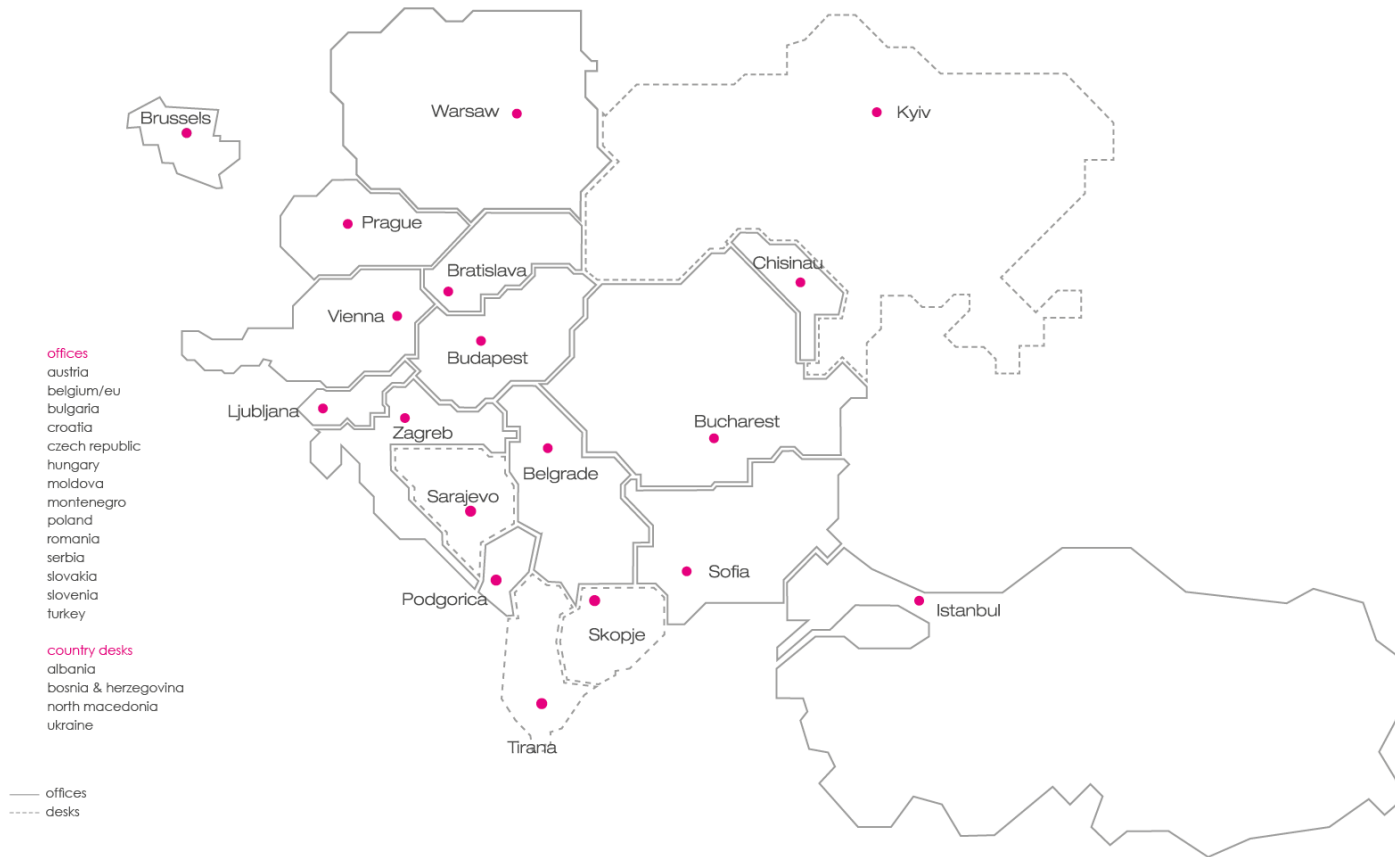 Warsaw
Kyiv
Brussels
Prague
Bratislava
Chisinau
Vienna
Budapest
Ljubljana
Zagreb
Bucharest
Belgrade
Sarajevo
Sofia
Podgorica
Istanbul
Skopje
Tirana
offices
austria
belgium/eu
bulgaria
croatia
czech republic
hungary
moldova
montenegro
poland
romania
serbia
slovakia
slovenia
turkey
country desks
albania
bosnia & herzegovina
north macedonia
ukraine
offices
desks